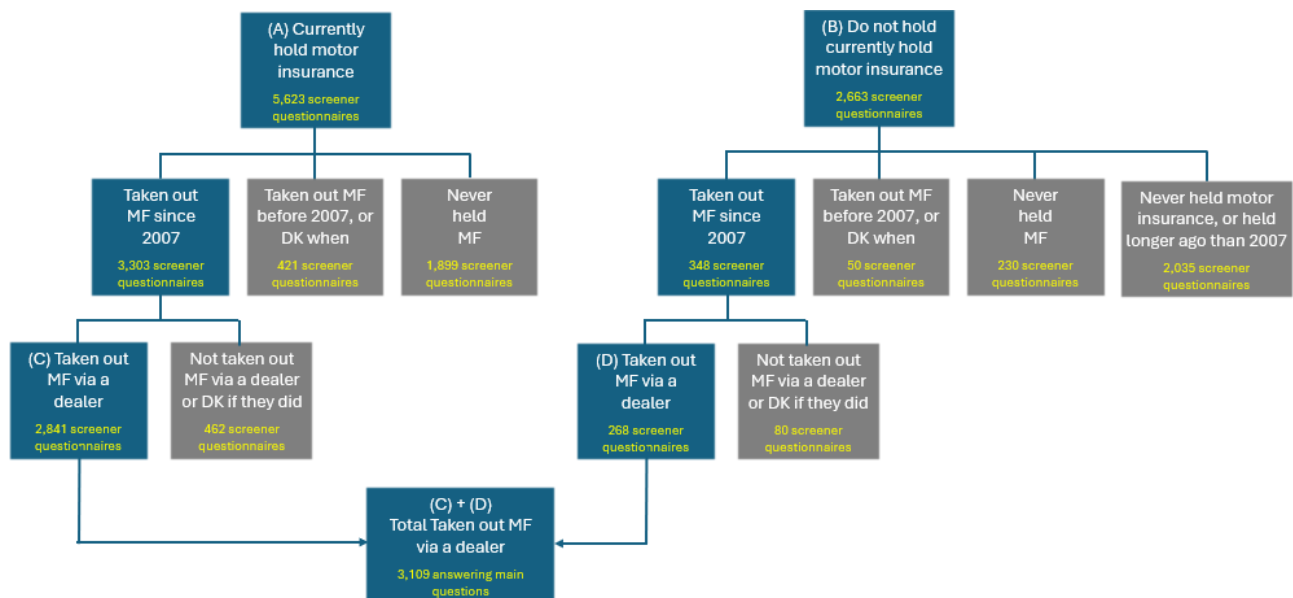 (A) Currently
hold motor
insurance
5,623 screener
questionnaires
(B) Do not hold
currently hold
motor insurance
2,663 screener
questionnaires
Taken out
MF since
2007
3,303 screener
questionnaires
Taken out MF
before 2007, or
DK when
421 screener
questionnaires
Never
held
MF
1,899 screener
questionnaires
Taken out
MF since
2007
348 screener
questionnaires
Taken out MF
before 2007, or
DK when
50 screener
questionnaires
Never
held
MF
230 screener
questionnaires
Never held motor
insurance, or held
longer ago than 2007
2,035 screener
questionnaires
(C) Taken out
MF via a
dealer
2,841 screener
questionnaires
Not taken out
MF via a dealer
or DK if they did
462 screener
questionnaires
(D) Taken out
MF via a
dealer
268 screener
questionnaires
Not taken out
MF via a dealer
or DK if they did
80 screener
questionnaires
(C) + (D)
Total Taken out MF
via a dealer
3,109 answering main
questions